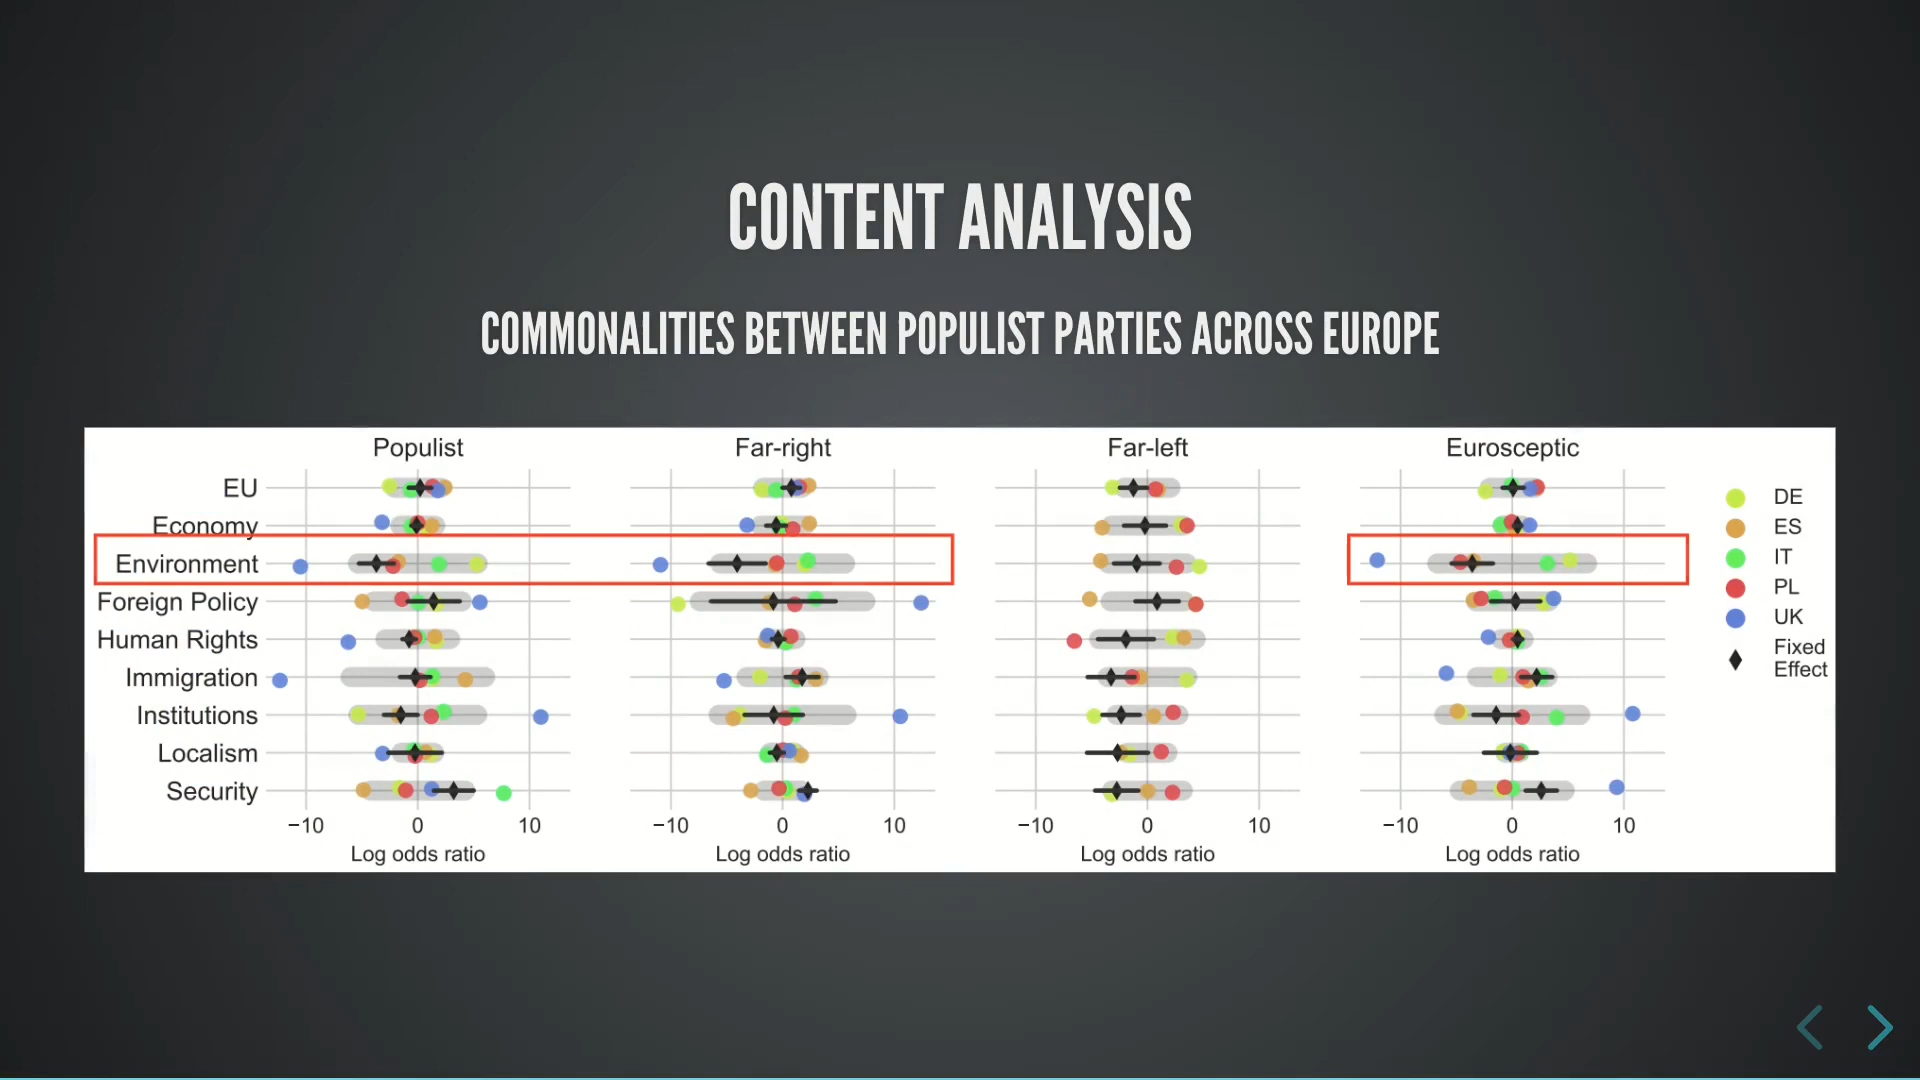 CONTENT ANALYSIS
COMMONALITIES BETWEEN POPULIST PARTIES ACROSS EUROPE
Populist
Far-right
Far-left
Eurosceptic
EU
Economy
Environment
Foreign Policy
Human Rights
Immigration
Institutions
Localism
Security
−10 0 10
−10 0 10
−10 0 10
−10 0 10
Log odds ratio
Log odds ratio
Log odds ratio
Log odds ratio
DE
ES
IT
PL
UK
Fixed
Effect